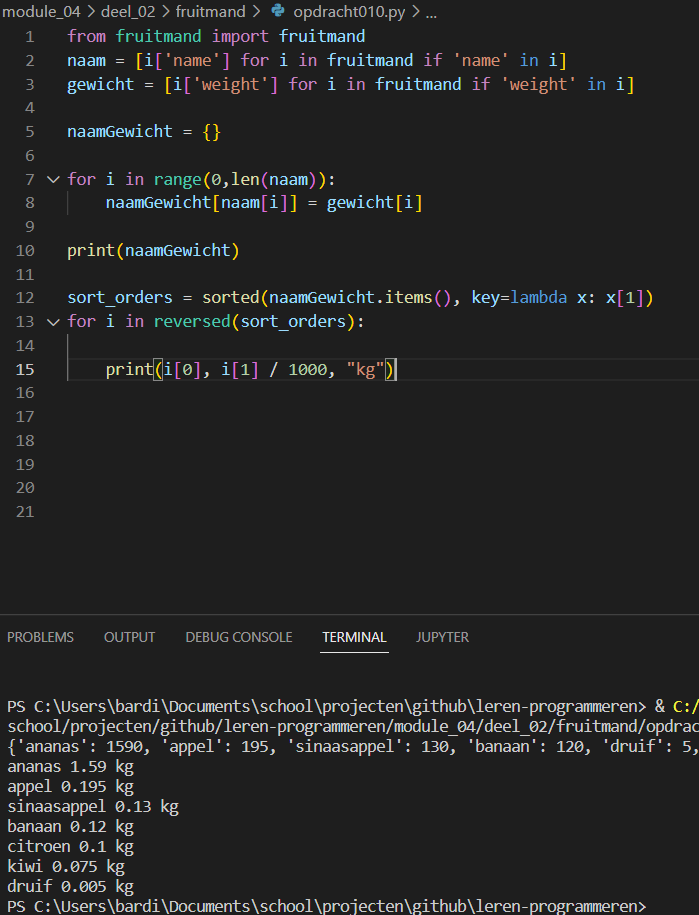 module_04 > deel_02 > fruitmand > opdracht010.py > ...
1 from fruitmand import fruitmand
2 naam = [i['name'] for i in fruitmand if 'name' in i]
3 gewicht = [i['weight'] for i in fruitmand if 'weight' in i]
4
5 naamGewicht = {}
6
7 for i in range(0,len(naam)):
8 naamGewicht[naam[i]] = gewicht[i]
9
10 print(naamGewicht)
11
12 sort_orders = sorted(naamGewicht.items(), key=lambda x: x[1])
13 for i in reversed(sort_orders):
14
15 print(i[0], i[1] / 1000, "kg")
16
17
18
19
20
21
PROBLEMS OUTPUT DEBUG CONSOLE TERMINAL JUPYTER
PS C:\Users\bardi\Documents\school\projecten\github\leren-programmeren> & C:/
school/projecten/github/leren-programmeren/module_04/deel_02/fruitmand/opdrac
{'ananas': 1590, 'appel': 195, 'sinaasappel': 130, 'banaan': 120, 'druif': 5,
ananas 1.59 kg
appel 0.195 kg
sinaasappel 0.13 kg
banaan 0.12 kg
citroen 0.1 kg
kiwi 0.075 kg
druif 0.005 kg
PS C:\Users\bardi\Documents\school\projecten\github\leren-programmeren>